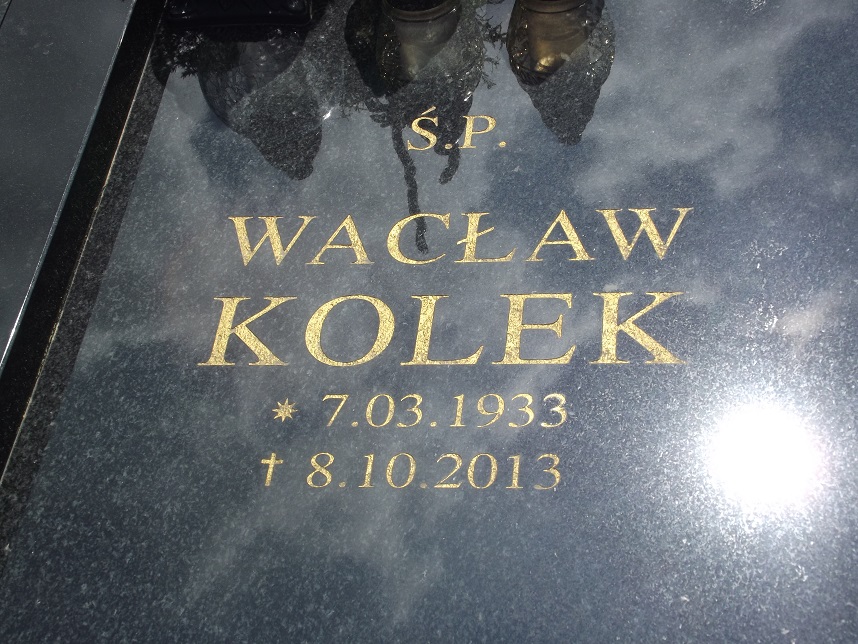 Ś.P.
WACŁAW
KOLEK
* 7.03.1933
† 8.10.2013